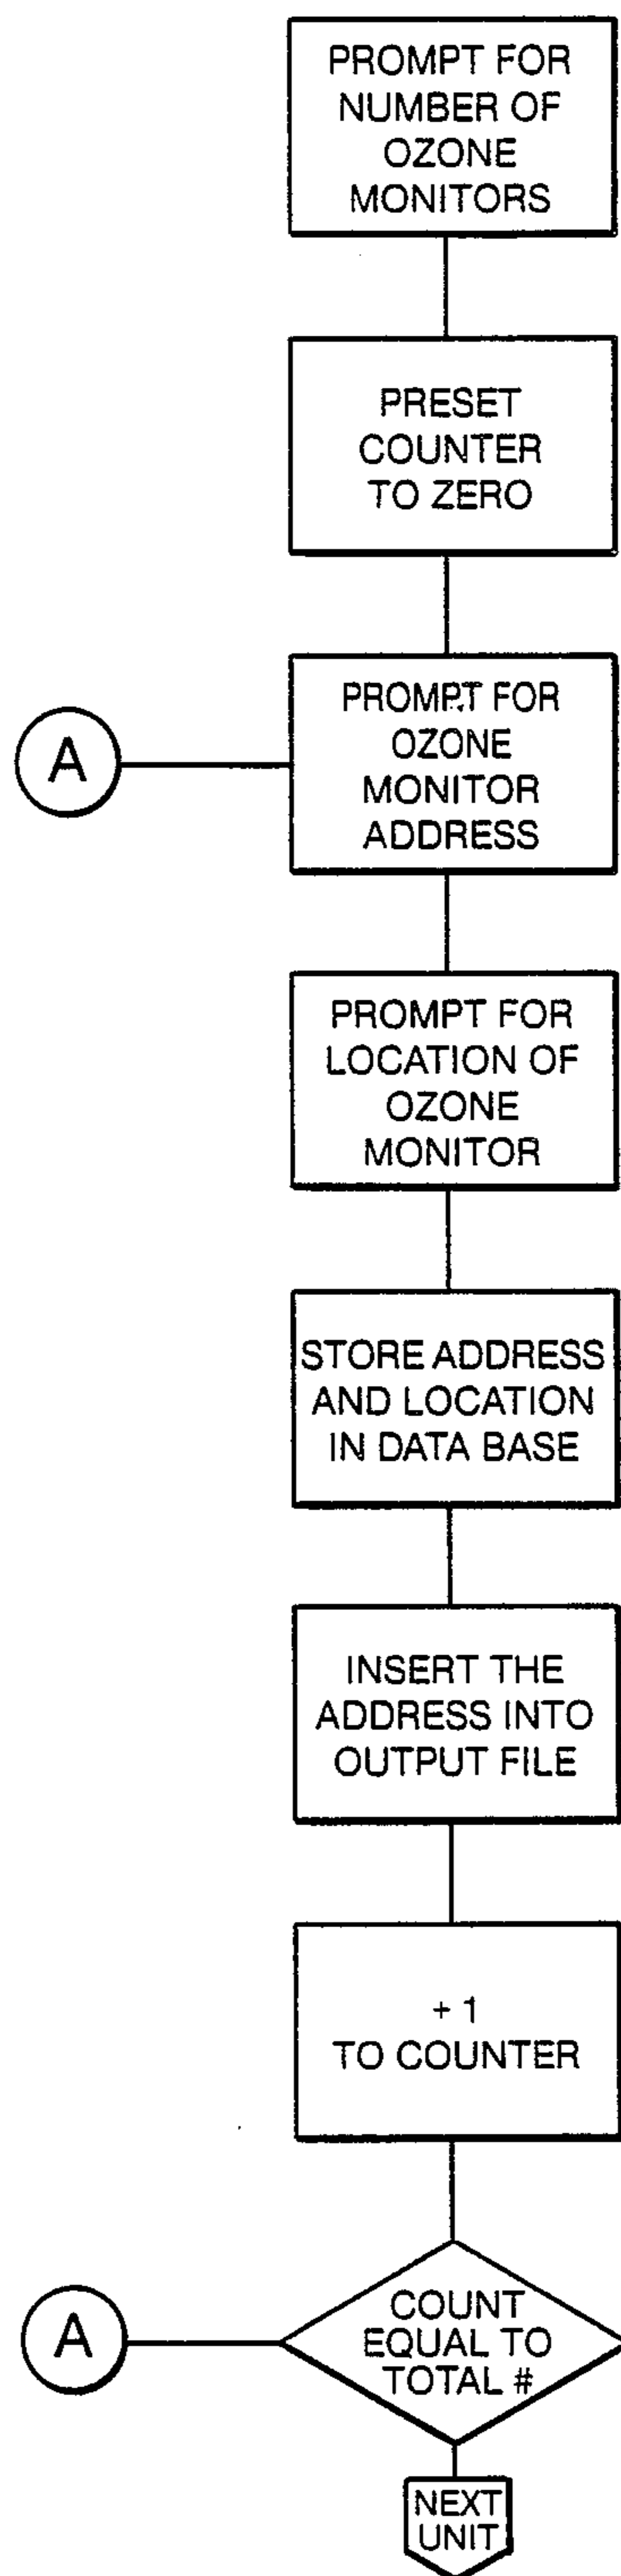 PROMPT FOR
NUMBER OF
OZONE
MONITORS
PRESET
COUNTER
TO ZERO
A
PROMPT FOR
OZONE
MONITOR
ADDRESS
PROMPT FOR
LOCATION OF
OZONE
MONITOR
STORE ADDRESS
AND LOCATION
IN DATA BASE
INSERT THE
ADDRESS INTO
OUTPUT FILE
+ 1
TO COUNTER
A
COUNT
EQUAL TO
TOTAL #
NEXT
UNIT